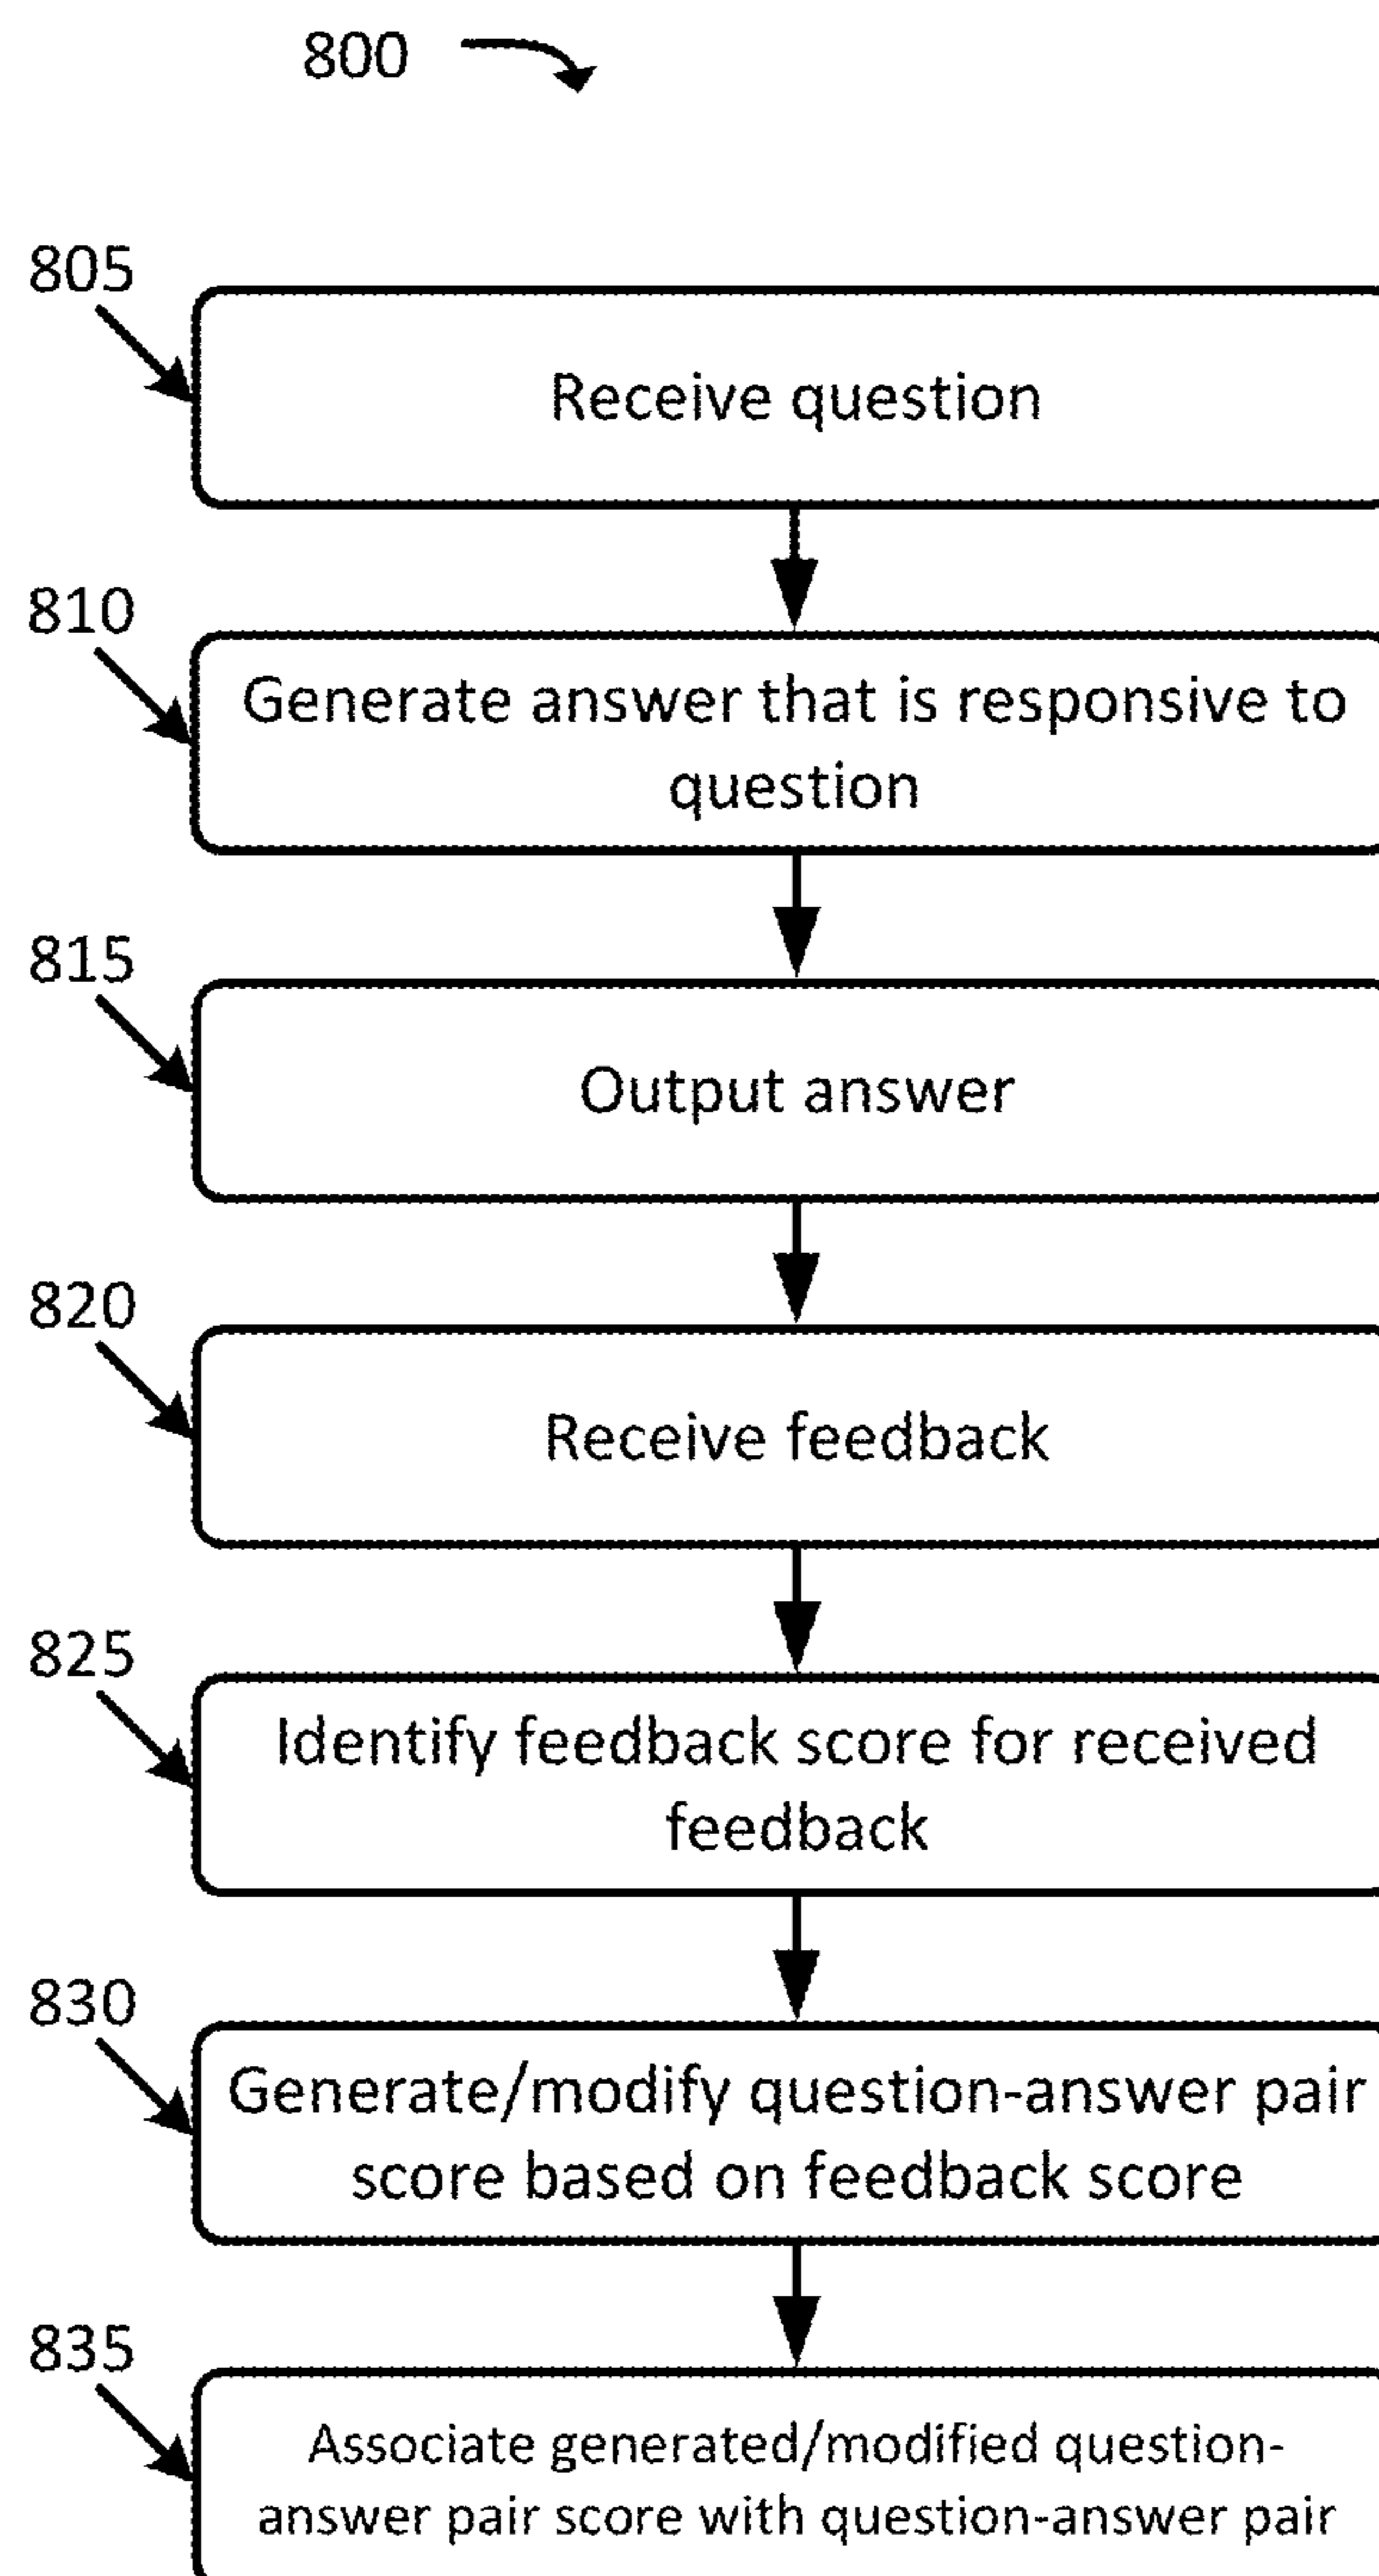 800
805
Receive question
810
Generate answer that is responsive to
question
815
Output answer
820
Receive feedback
825
Identify feedback score for received
feedback
830
Generate/modify question-answer pair
score based on feedback score
835
Associate generated/modified question-
answer pair score with question-answer pair